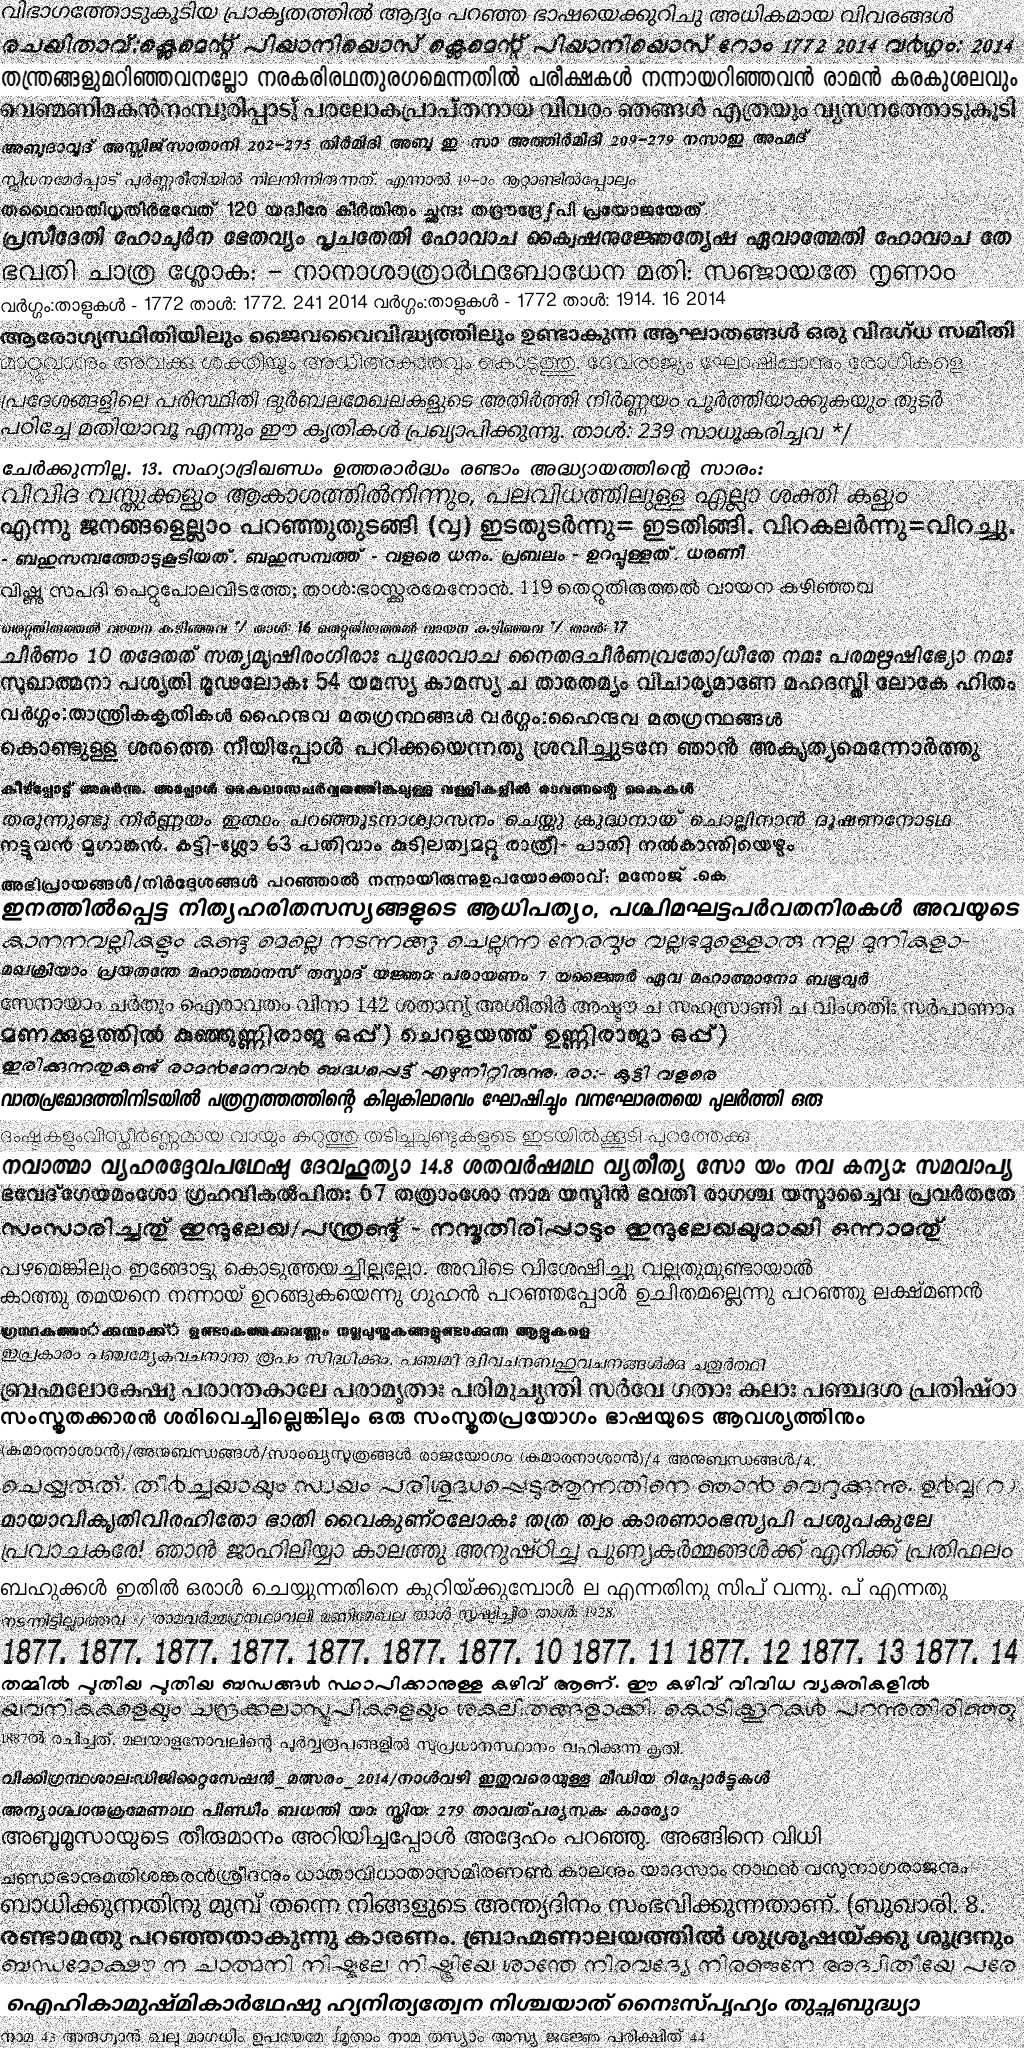 വിഭാഗത്തോടുകൂടിയ പ്രാകൃതത്തിൽ ആദ്യം പറഞ്ഞ ഭാഷയെക്കുറിച്ചു അധികമായ വിവരങ്ങൾ
രചയിതാവ്:ക്ലെമെന്റ് പിയാനിയൊസ് ക്ലെമെന്റ് പിയാനിയൊസ് റോം 1772 2014 വർഗ്ഗം: 2014
തന്ത്രങ്ങളുമറിഞ്ഞവനല്ലോ നരകരിരഥതുരഗമെന്നതിൽ പരീക്ഷകൾ നന്നായറിഞ്ഞവൻ രാമൻ കരകുശലവും
വെണ്മണിമകൻനംമ്പൂരിപ്പാടു് പരലോകപ്രാപ്തനായ വിവരം ഞങ്ങൾ എത്രയും വ്യസനത്തോടുകൂടി
അബൂദാവൂദ് അസ്സിജ്സാതാനി 202–275 തിർമിദി അബൂ ഇ സാ അത്തിർമിദി 209–279 നസാഇ അഹ്മദ്
സ്ത്രീധനമേർപ്പാട് പൂർണ്ണരീതിയിൽ നിലനിന്നിരുന്നത്. എന്നാൽ 19-ാം നൂറ്റാണ്ടിൽപ്പോലും
തഥൈവാതിധൃതിർഭവേത് 120 യദ്വീരേ കീർതിതം ച്ഛന്ദഃ തദ്രൗദ്രേƒപി പ്രയോജയേത്
പ്രസീദേതി ഹോചുർന ഭേതവ്യം പൃചതേതി ഹോവാച ക്വൈഷനുജ്ഞേത്യേഷ ഏവാത്മേതി ഹോവാച തേ
ഭവതി ചാത്ര ശ്ലോക: – നാനാശാത്രാർഥബോധേന മതി: സഞ്ജായതേ നൃണാം
വർഗ്ഗം:താളുകൾ - 1772 താൾ: 1772. 241 2014 വർഗ്ഗം:താളുകൾ - 1772 താൾ: 1914. 16 2014
ആരോഗ്യസ്ഥിതിയിലും ജൈവവൈവിദ്ധ്യത്തിലും ഉണ്ടാകുന്ന ആഘാതങ്ങൾ ഒരു വിദഗ്ധ സമിതി
മാറ്റുവാനും അവക്കു ശക്തിയും അധിഅകാരവും കൊടുത്തു. ദേവരാജ്യം ഘോഷിപ്പാനും രോഗികളെ
പ്രദേശങ്ങളിലെ പരിസ്ഥിതി ദുർബലമേഖലകളുടെ അതിർത്തി നിർണ്ണയം പൂർത്തിയാക്കുകയും തുടർ
പഠിച്ചേ മതിയാവൂ എന്നും ഈ കൃതികൾ പ്രഖ്യാപിക്കുന്നു. താൾ: 239 സാധൂകരിച്ചവ */
ചേർക്കുന്നില്ല. 13. സഹ്യാദ്രിഖണ്ഡം ഉത്തരാർദ്ധം രണ്ടാം അദ്ധ്യായത്തിന്റെ സാരം:
വിവിദ വസ്തുക്കളും ആകാശത്തിൽനിന്നും, പലവിധത്തിലുള്ള എല്ലാ ശക്തി കളും
എന്നു ജനങ്ങളെല്ലാം പറഞ്ഞുതുടങ്ങി (വൃ) ഇടതുടർന്നു= ഇടതിങ്ങി. വിറകലർന്നു=വിറച്ചു.
- ബഹുസമ്പത്തോടുകൂടിയത്. ബഹുസമ്പത്ത് - വളരെ ധനം. പ്രബലം - ഉറപ്പുള്ളത്. ധരണീ
വിഷ്ണു സപദി പെറ്റപോലവിടത്തേ; താൾ:ഭാസ്ക്കരമേനോൻ. 119 തെറ്റുതിരുത്തൽ വായന കഴിഞ്ഞവ
തെറ്റുതിരുത്തൽ വായന കഴിഞ്ഞവ */ താൾ: 16 തെറ്റുതിരുത്തൽ വായന കഴിഞ്ഞവ */ താൾ: 17
ചീർണം 10 തദേതത് സത്യമൃഷിരംഗിരാഃ പുരോവാച നൈതദചീർണവ്രതോഽധീതേ നമഃ പരമഋഷിഭ്യോ നമഃ
സുഖാത്മനാ പശ്യതി മൂഢലോകഃ 54 യമസ്യ കാമസ്യ ച താരതമ്യം വിചാര്യമാണേ മഹദസ്തി ലോകേ ഹിതം
വർഗ്ഗം:താന്ത്രികകൃതികൾ ഹൈന്ദവ മതഗ്രന്ഥങ്ങൾ വർഗ്ഗം:ഹൈന്ദവ മതഗ്രന്ഥങ്ങൾ
കൊണ്ടുള്ള ശരത്തെ നീയിപ്പോൾ പറിക്കയെന്നതു ശ്രവിച്ചുടനേ ഞാൻ അകൃത്യമെന്നോർത്തു
കീഴ്പ്പോട്ട് അമർന്നു. അപ്പോൾ കൈലാസപർവ്വതത്തിങ്കലുള്ള വള്ളികളിൽ രാവണന്റെ കൈകൾ
തരുന്നുണ്ടു നിർണ്ണയം ഇത്ഥം പറഞ്ഞുടനാശ്വാസനം ചെയ്തു ക്രുദ്ധനായ് ചൊല്ലിനാൻ ദൂഷണനോടഥ
നട്ടുവൻ മൃഗാങ്കൻ. കട്ടി-ശ്ലോ 63 പതിവാം കുടിലത്വമറ്റു രാത്രീ- പാതി നൽകാന്തിയെഴും
അഭിപ്രായങ്ങൾ/നിർദ്ദേശങ്ങൾ പറഞ്ഞാൽ നന്നായിരുന്നുഉപയോക്താവ്: മനോജ് .കെ
ഇനത്തിൽപ്പെട്ട നിത്യഹരിതസസ്യങ്ങളുടെ ആധിപത്യം, പശ്ചിമഘട്ടപർവതനിരകൾ അവയുടെ
കാനനവല്ലികളും കണ്ടു മെല്ലെ നടന്നങ്ങു ചെല്ലുന്ന നേരവും വല്ലഭമുള്ളൊരു നല്ല മുനികളാ-
മഖക്രിയാം പ്രയതന്തേ മഹാത്മാനസ് തസ്മാദ് യജ്ഞാഃ പരായണം 7 യജ്ഞൈർ ഏവ മഹാത്മാനോ ബഭൂവുർ
സേനായാം ചർതും ഐരാവതം വിനാ 142 ശതാന്യ് അശീതിർ അഷ്ടൗ ച സഹസ്രാണി ച വിംശതിഃ സർപാണാം
മണക്കുളത്തിൽ കുഞ്ഞുണ്ണിരാജ ഒപ്പ്) ചെറളയത്ത് ഉണ്ണിരാജാ ഒപ്പ്)
ഇരിക്കുന്നതുകണ്ട് രാമൻമേനവൻ ബദ്ധപ്പെട്ട് എഴുനീറ്റിരുന്നു. രാ:- കുട്ടി വളരെ
വാതപ്രമോദത്തിനിടയിൽ പത്രനൃത്തത്തിന്റെ കിലുകിലാരവം ഘോഷിച്ചും വനഘോരതയെ പുലർത്തി ഒരു
ദംഷ്ട്രകളുംവിസ്തീർണ്ണമായ വായും കറുത്തു തടിച്ചചുണ്ടുകളുടെ ഇടയിൽക്കൂടി പുറത്തേക്കു
നവാത്മാ വ്യഹരദ്ദേവപഥേഷു ദേവഹൂത്യാ 14.8 ശതവർഷമഥ വ്യതീത്യ സോ യം നവ കന്യാഃ സമവാപ്യ
ഭവേദ്ഗേയമംശോ ഗ്രഹവികൽപിതഃ 67 തത്രാംശോ നാമ യസ്മിൻ ഭവതി രാഗശ്ച യസ്മാച്ചൈവ പ്രവർതതേ
സംസാരിച്ചതു് ഇന്ദുലേഖ/പന്ത്രണ്ടു് - നമ്പൂതിരിപ്പാടും ഇന്ദുലേഖയുമായി ഒന്നാമതു്
പഴമെങ്കിലും ഇങ്ങോട്ടു കൊടുത്തയച്ചില്ലല്ലോ. അവിടെ വിശേഷിച്ചു വല്ലതുമുണ്ടായാൽ
കാത്തു തമയനെ നന്നായ് ഉറങ്ങുകയെന്നു ഗുഹൻ പറഞ്ഞപ്പോൾ ഉചിതമല്ലെന്നു പറഞ്ഞു ലക്ഷ്മണൻ
ഗ്രന്ഥകത്താ൪ക്കന്മാക്ക്൪ ഉണ്ടാകത്തക്കവണ്ണം നല്ലപുസ്തകങ്ങളുണ്ടാക്കുന്ന ആളുകളെ
ഇപ്രകാരം പഞ്ചമ്യേകവചനാന്ത രൂപം സിദ്ധിക്കും. പഞ്ചമീ ദ്വിവചനബഹുവചനങ്ങൾക്കു ചതുർത്ഥി
ബ്രഹ്മലോകേഷു പരാന്തകാലേ പരാമൃതാഃ പരിമുച്യന്തി സർവേ ഗതാഃ കലാഃ പഞ്ചദശ പ്രതിഷ്ഠാ
സംസ്കൃതക്കാരൻ ശരിവെച്ചില്ലെങ്കിലും ഒരു സംസ്കൃതപ്രയോഗം ഭാഷയുടെ ആവശ്യത്തിനും
(കുമാരനാശാൻ)/അനുബന്ധങ്ങൾ/സാംഖ്യസൂത്രങ്ങൾ രാജയോഗം (കുമാരനാശാൻ)/4 അനുബന്ധങ്ങൾ/4.
ചെയ്യരുത്. തീർച്ചയായും സ്വയം പരിശുദ്ധപ്പെടുത്തുന്നതിനെ ഞാൻ വെറുക്കുന്നു. ഉർവ്വ(റ)
മായാവികൃതിവിരഹിതോ ഭാതി വൈകുണ്ഠലോകഃ തത്ര ത്വം കാരണാംഭസ്യപി പശുപകുലേ
പ്രവാചകരേ! ഞാൻ ജാഹിലിയ്യാ കാലത്തു അനുഷ്ഠിച്ച പുണ്യകർമ്മങ്ങൾക്ക് എനിക്ക് പ്രതിഫലം
ബഹുക്കൾ ഇതിൽ ഒരാൾ ചെയ്യുന്നതിനെ കുറിയ്ക്കുമ്പോൾ ല എന്നതിനു സിപ് വന്നു. പ് എന്നതു
നടന്നിട്ടില്ലാത്തവ */ രാമവർമ്മഗ്രന്ഥാവലി മണിമേഖല താൾ സൃഷ്ടിച്ചിര താൾ: 1928.
1877. 1877. 1877. 1877. 1877. 1877. 1877. 10 1877. 11 1877. 12 1877. 13 1877. 14
തമ്മിൽ പുതിയ പുതിയ ബന്ധങ്ങൾ സ്ഥാപിക്കാനുള്ള കഴിവ് ആണ്. ഈ കഴിവ് വിവിധ വ്യക്തികളിൽ
യവനികകളെയും ചന്ദ്രക്കലാസ്തൂപികകളെയും ശകലിതങ്ങളാക്കി. കൊടിക്കൂറകൾ പറന്നുതിരിഞ്ഞു
1887ൽ രചിച്ചത്. മലയാളനോവലിന്റെ പൂർവ്വരൂപങ്ങളിൽ സുപ്രധാനസ്ഥാനം വഹിക്കുന്ന കൃതി.
വിക്കിഗ്രന്ഥശാല:ഡിജിറ്റൈസേഷൻ_മത്സരം_2014/നാൾവഴി ഇതുവരെയുള്ള മീഡിയ റിപ്പോർട്ടുകൾ
അന്യാശ്ചാനുക്രമേണാഥ പിണ്ഡീം ബധന്തി യാഃ സ്ത്രിയഃ 279 താവത്പര്യസകഃ കാര്യോ
അബൂമൂസായുടെ തീരുമാനം അറിയിച്ചപ്പോൾ അദ്ദേഹം പറഞ്ഞു. അങ്ങിനെ വിധി
ചണ്ഡഭാനുമതിശങ്കരൻശ്രീദനും ധാതാവിധാതാസമീരണൺ കാലനും യാദസാം നാഥൻ വസുനാഗരാജനും
ബാധിക്കുന്നതിനു മുമ്പ് തന്നെ നിങ്ങളുടെ അന്ത്യദിനം സംഭവിക്കുന്നതാണ്. (ബുഖാരി. 8.
രണ്ടാമതു പറഞ്ഞതാകുന്നു കാരണം. ബ്രാഹ്മണാലയത്തിൽ ശുശ്രൂഷയ്ക്കു ശൂദ്രനും
ബന്ധമോക്ഷൗ ന ചാത്മനി നിഷ്കലേ നിഷ്ക്രിയേ ശാന്തേ നിരവദ്യേ നിരഞ്ജനേ അദ്വിതീയേ പരേ
ഐഹികാമുഷ്മികാർഥേഷു ഹ്യനിത്യത്വേന നിശ്ചയാത് നൈഃസ്പൃഹ്യം തുച്ഛബുദ്ധ്യാ
നാമ 43 അരുഗ്വാൻ ഖലു മാഗധിം ഉപയേമേ ഽമൃതാം നാമ തസ്യാം അസ്യ ജജ്ഞേ പരിക്ഷിത് 44